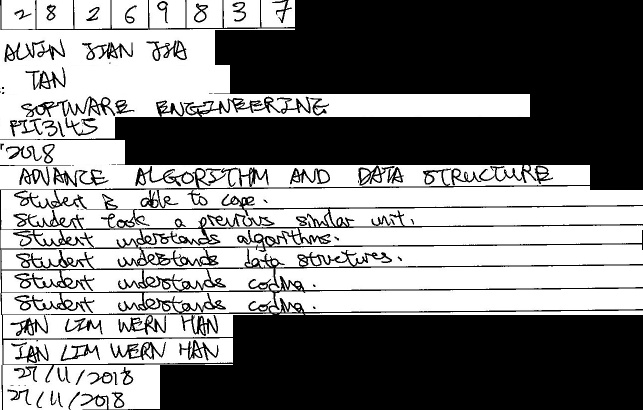 2 8 2 6 9 8 3 7
ALVIN JIAN JIA
TAN
:
SOFTWARE ENGINEERING
FIT3145
2018
ADVANCE ALGORITHM AND DATA STRUCTURE
Student is able to cope.
Student took a previous similar unit.
Student understands algorithms.
Student understands data structures.
Student understands coding.
Student understands coding.
IAN LIM WERN HAN
IAN LIM WERN HAN
27/11/2018
27/11/2018